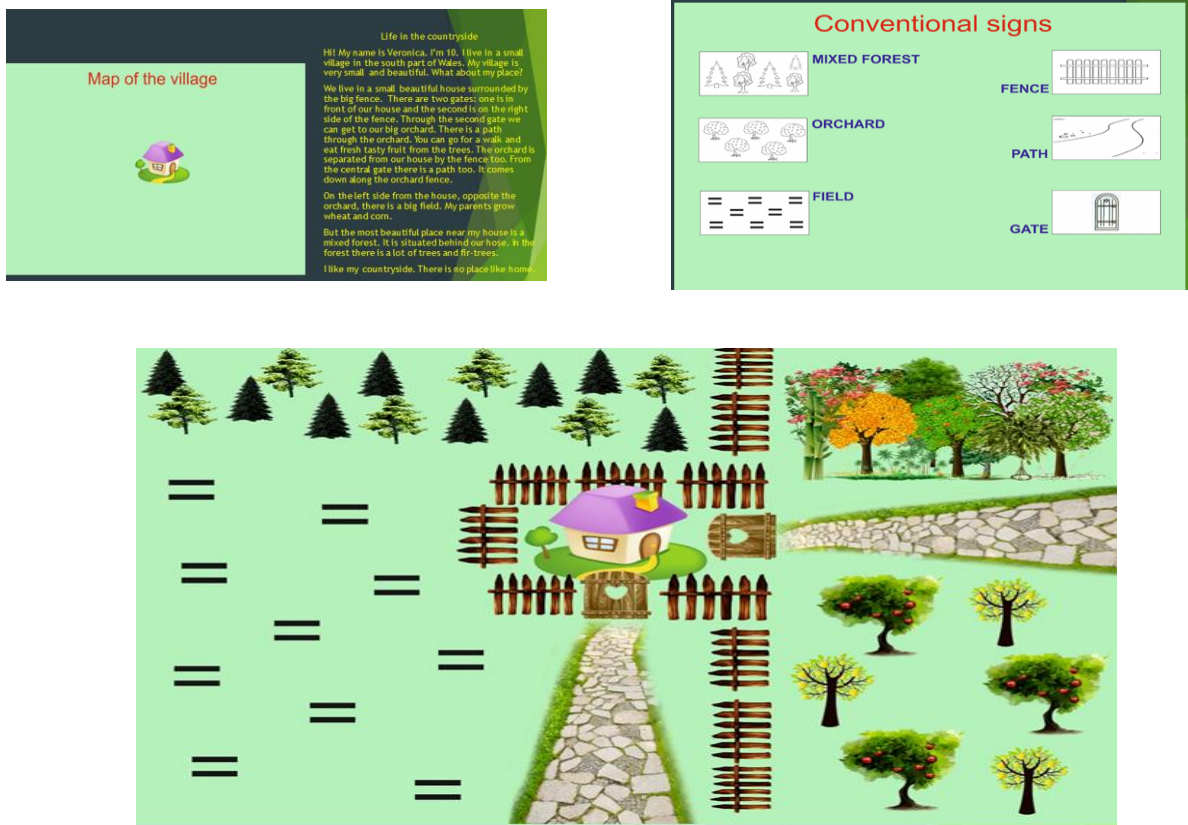 Map of the village
Life in the countryside
Hi! My name is Veronica. I'm 10. I live in a small
village in the south part of Wales. My village is
very small and beautiful. What about my place?
We live in a small beautiful house surrounded by
the big fence. There are two gates: one is in
front of our house and the second is on the right
side of the fence. Through the second gate we
can get to our big orchard. There is a path
through the orchard. You can go for a walk and
eat fresh tasty fruit from the trees. The orchard is
separated from our house by the fence too. From
the central gate there is a path too. It comes
down along the orchard fence.
On the left side from the house, opposite the
orchard, there is a big field. My parents grow
wheat and corn.
But the most beautiful place near my house is a
mixed forest. It is situated behind our hose. In the
forest there is a lot of trees and fir-trees.
I like my countryside. There is no place like home.
Conventional signs
MIXED FOREST
FENCE
ORCHARD
PATH
FIELD
GATE